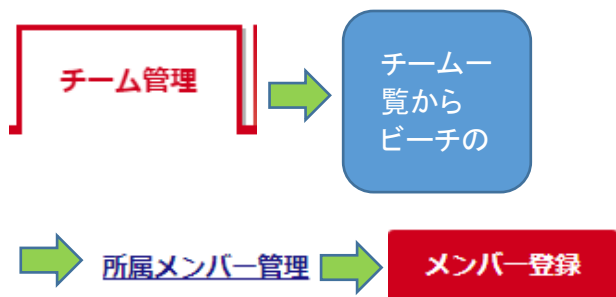 チーム管理
チーム一
覧から
ビーチの
所属メンバー管理
メンバー登録